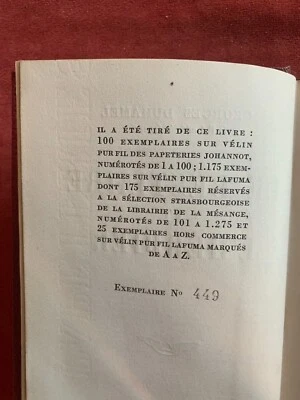 IL A ÉTÉ TIRÉ DE CE LIVRE :
100 EXEMPLAIRES SUR VÉLIN
PUR FIL DES PAPETERIES JOHANNOT,
NUMÉROTÉS DE 1 A 100 ; 1.175 EXEM-
PLAIRES SUR VÉLIN PUR FIL LAFUMA
DONT 175 EXEMPLAIRES RÉSERVÉS
A LA SÉLECTION STRASBOURGEOISE
DE LA LIBRAIRIE DE LA MÉSANGE,
NUMÉROTÉS DE 101 A 1.275 ET
25 EXEMPLAIRES HORS COMMERCE
SUR VÉLIN PUR FIL LAFUMA MARQUÉS
DE A A Z.
EXEMPLAIRE No 449